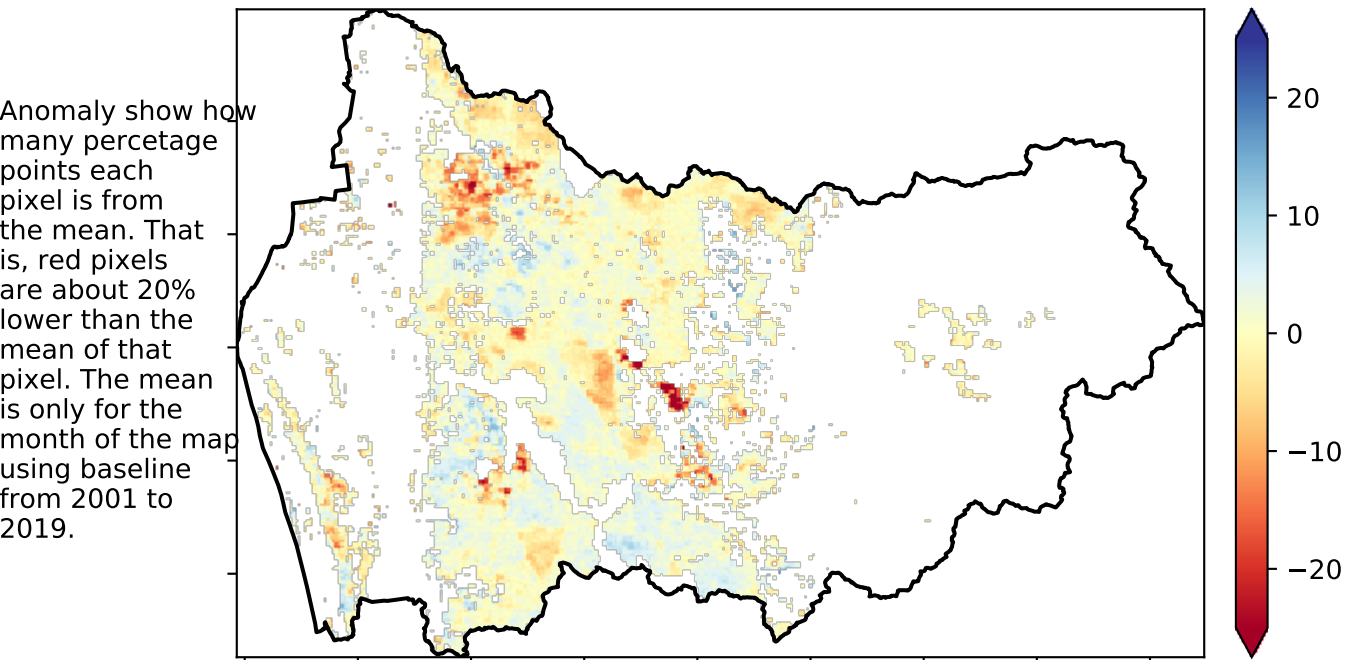 Anomaly show how
many percetage
points each
pixel is from
the mean. That
is, red pixels
are about 20%
lower than the
mean of that
pixel. The mean
is only for the
month of the map
using baseline
from 2001 to
2019.
20
10
0
−10
−20